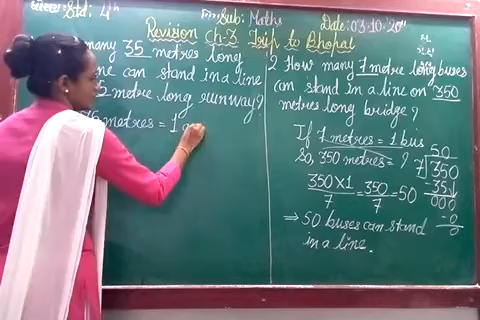 Std: 4th
Sub: Maths
Date: 03.10.20
Revision Ch-3 Trip to Bhopal
many 35 metres long
can stand in a line
metre long runway?
metres = 1
2 How many 7 metre long buses
can stand in a line on 350
metres long bridge?
If 7 metres = 1 bus
So, 350 metres = ?
350×1/7 = 350/7 = 50
50
7 350
-35↓
000
-0
0
⇒ 50 buses can stand
in a line.